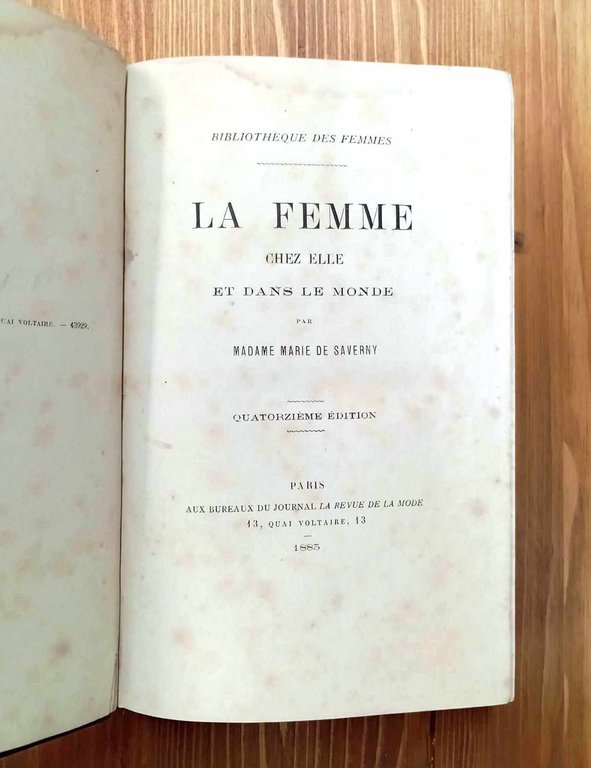 UAI VOLTAIRE. — 43929.
BIBLIOTHÈQUE DES FEMMES
LA FEMME
CHEZ ELLE
ET DANS LE MONDE
PAR
MADAME MARIE DE SAVERNY
QUATORZIÈME ÉDITION
PARIS
AUX BUREAUX DU JOURNAL LA REVUE DE LA MODE
13, QUAI VOLTAIRE, 13
—
1885